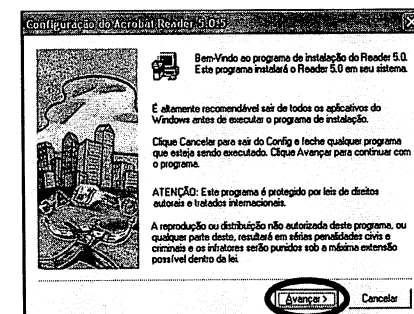 Configuração do Acrobat Reader 5.0.5
Bem-Vindo ao programa de instalação do Reader 5.0.
Este programa instalará o Reader 5.0 em seu sistema.
É altamente recomendável sair de todos os aplicativos do
Windows antes de executar o programa de instalação.
Clique Cancelar para sair do Config e feche qualquer programa
que esteja sendo executado. Clique Avançar para continuar com
o programa.
ATENÇÃO: Este programa é protegido por leis de direitos
autorais e tratados internacionais.
A reprodução ou distribuição não autorizada deste programa, ou
qualquer parte deste, resultará em sérias penalidades civis e
criminais e os infratores serão punidos sob a máxima extensão
possível dentro da lei.
Avançar >
Cancelar